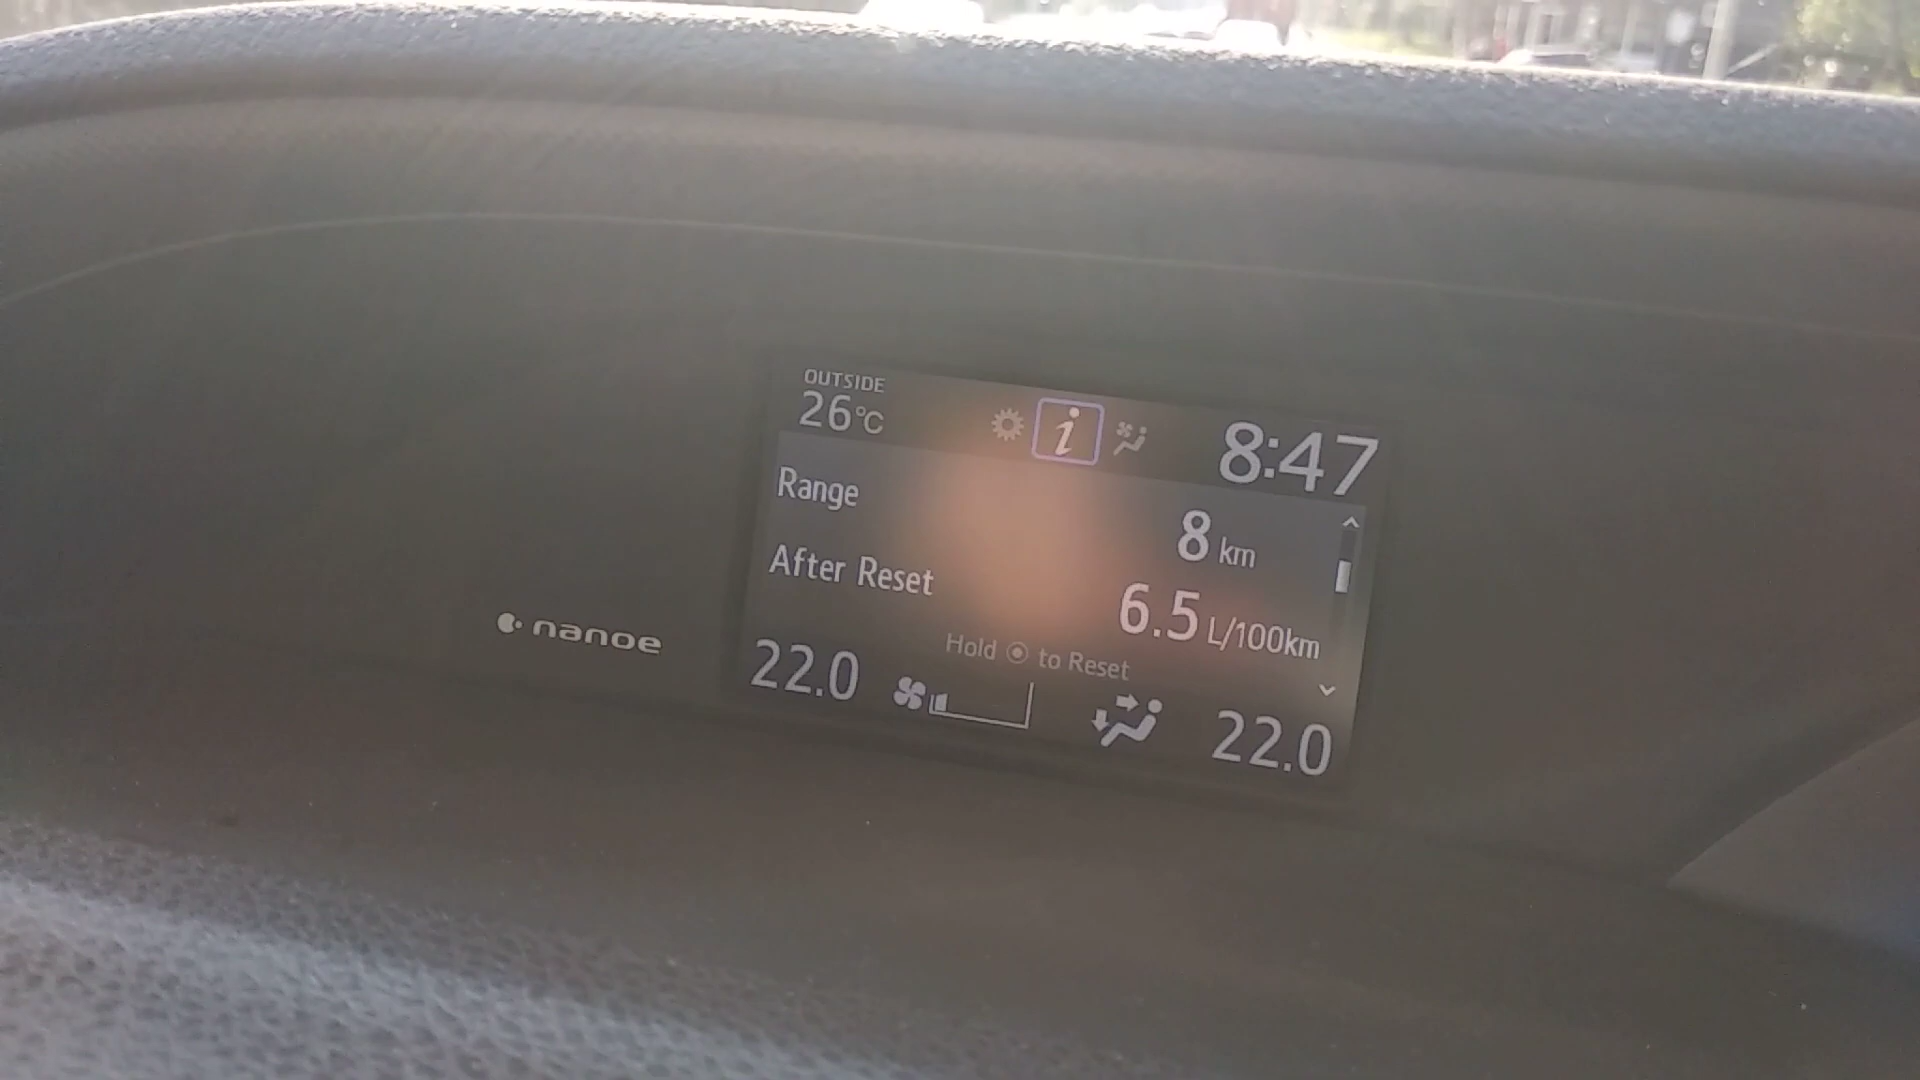 OUTSIDE
26°C
i
8:47
Range 8 km
After Reset 6.5 L/100km
Hold ⦿ to Reset
22.0 22.0
nanoe